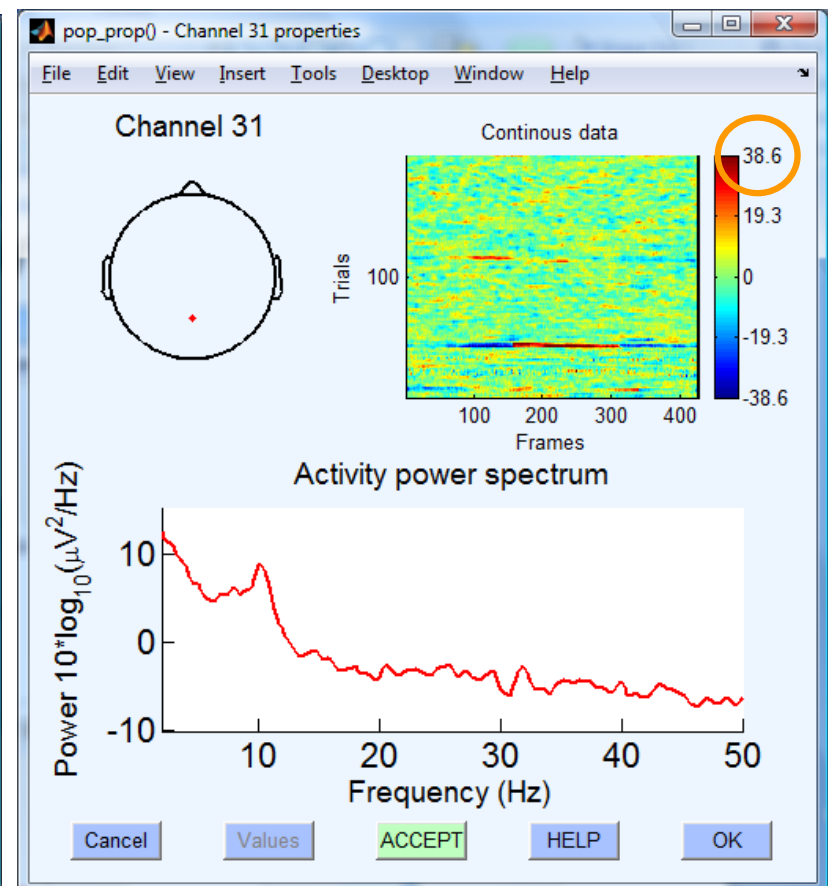 pop_prop() - Channel 31 properties
File Edit View Insert Tools Desktop Window Help
Channel 31
Continous data
38.6
19.3
0
-19.3
-38.6
Trials
100
100 200 300 400
Frames
Activity power spectrum
Power 10*log₁₀(μV²/Hz)
10
0
-10
10 20 30 40 50
Frequency (Hz)
Cancel Values ACCEPT HELP OK